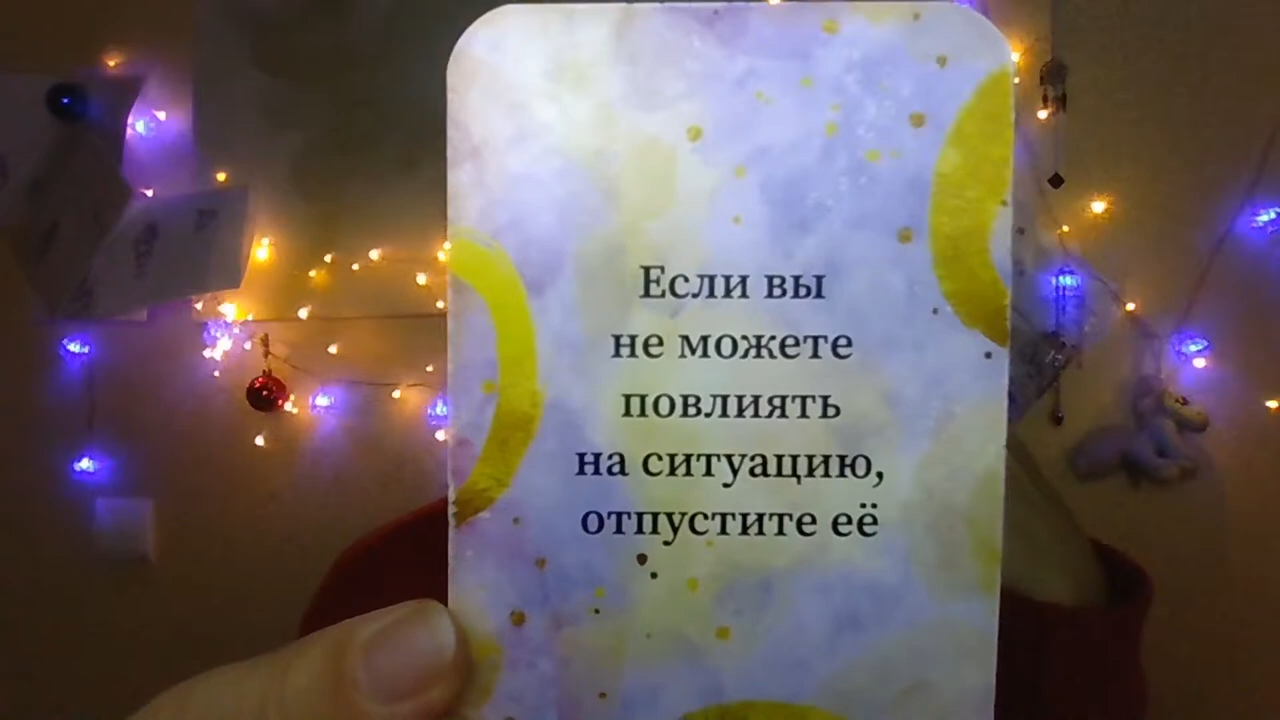 Если вы
не можете
повлиять
на ситуацию,
отпустите её